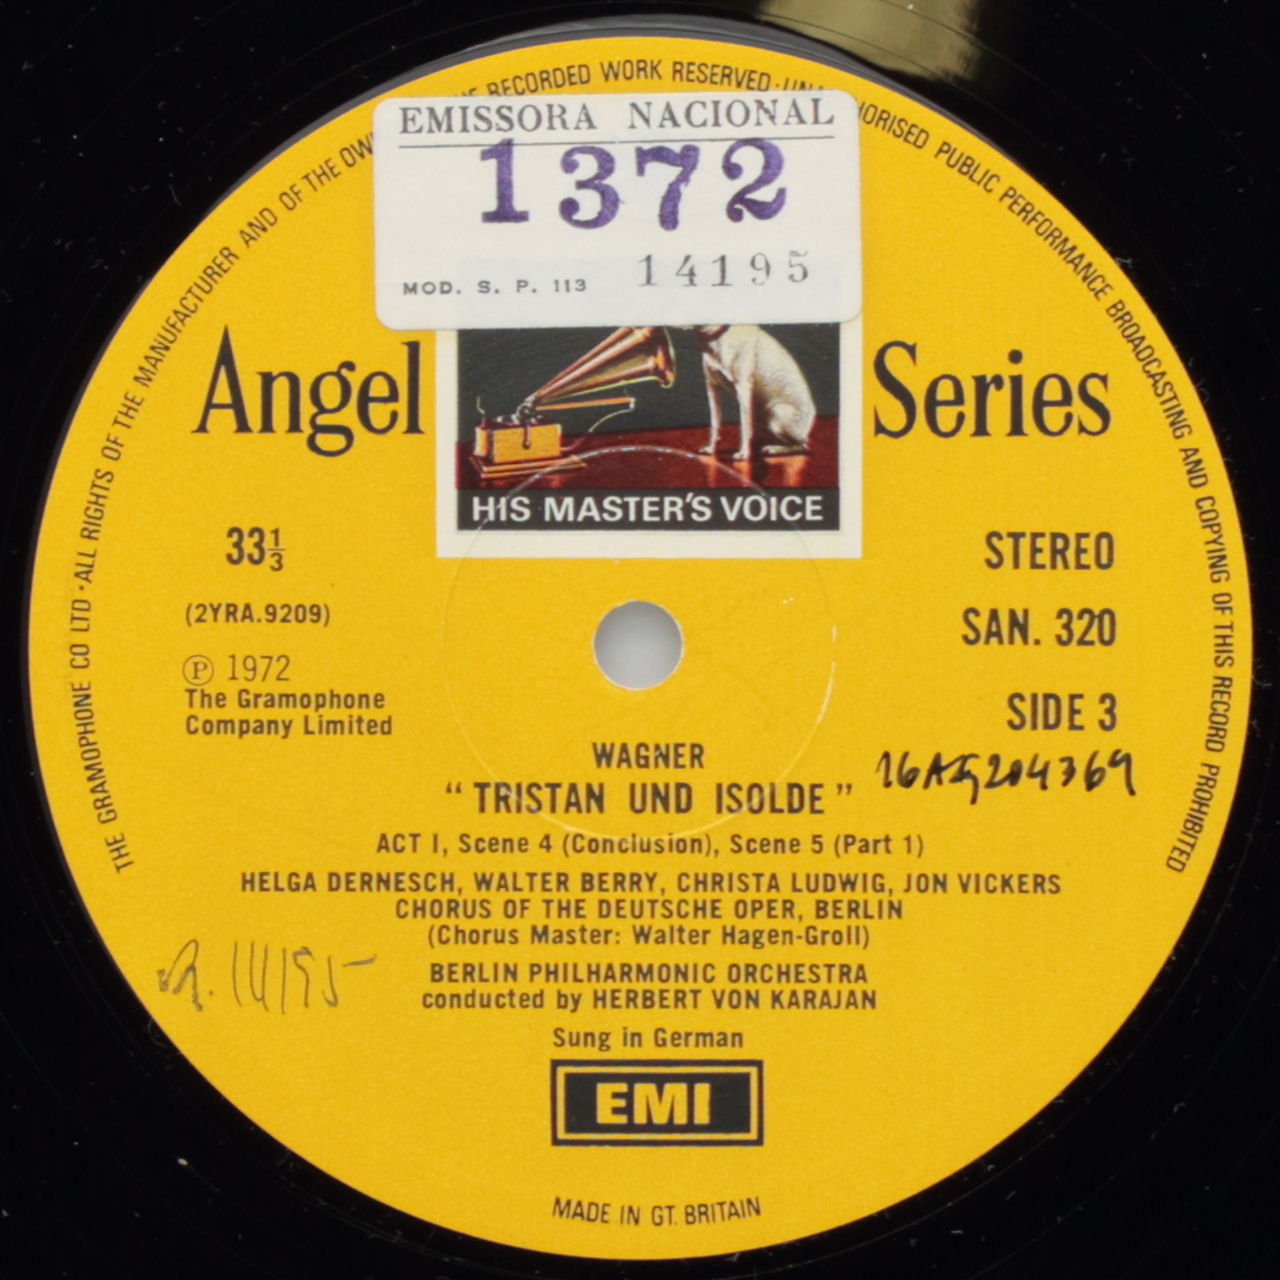 THE GRAMOPHONE CO LTD · ALL RIGHTS OF THE MANUFACTURER AND OF THE OW
RECORDED WORK RESERVED ·
ORISED PUBLIC PERFORMANCE BROADCASTING AND COPYING OF THIS RECORD PROHIBITED
EMISSORA NACIONAL
1372
MOD. S. P. 113 14195
Angel Series
HIS MASTER'S VOICE
33⅓
STEREO
(2YRA.9209)
SAN. 320
Ⓟ 1972
The Gramophone
Company Limited
SIDE 3
WAGNER
“ TRISTAN UND ISOLDE ”
ACT I, Scene 4 (Conclusion), Scene 5 (Part 1)
HELGA DERNESCH, WALTER BERRY, CHRISTA LUDWIG, JON VICKERS
CHORUS OF THE DEUTSCHE OPER, BERLIN
(Chorus Master: Walter Hagen-Groll)
BERLIN PHILHARMONIC ORCHESTRA
conducted by HERBERT VON KARAJAN
Sung in German
EMI
MADE IN GT. BRITAIN